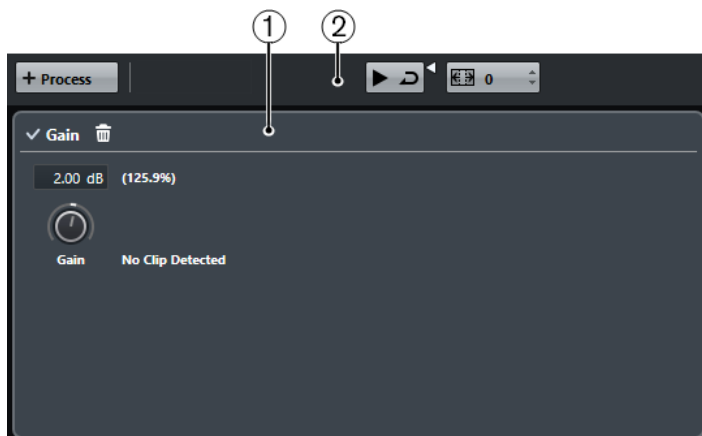 1 2
+ Process 0
Gain
2.00 dB (125.9%)
Gain No Clip Detected